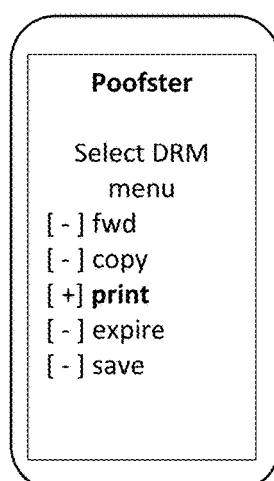 Poofster
Select DRM
menu
[ - ] fwd
[ - ] copy
[ +] print
[ - ] expire
[ - ] save